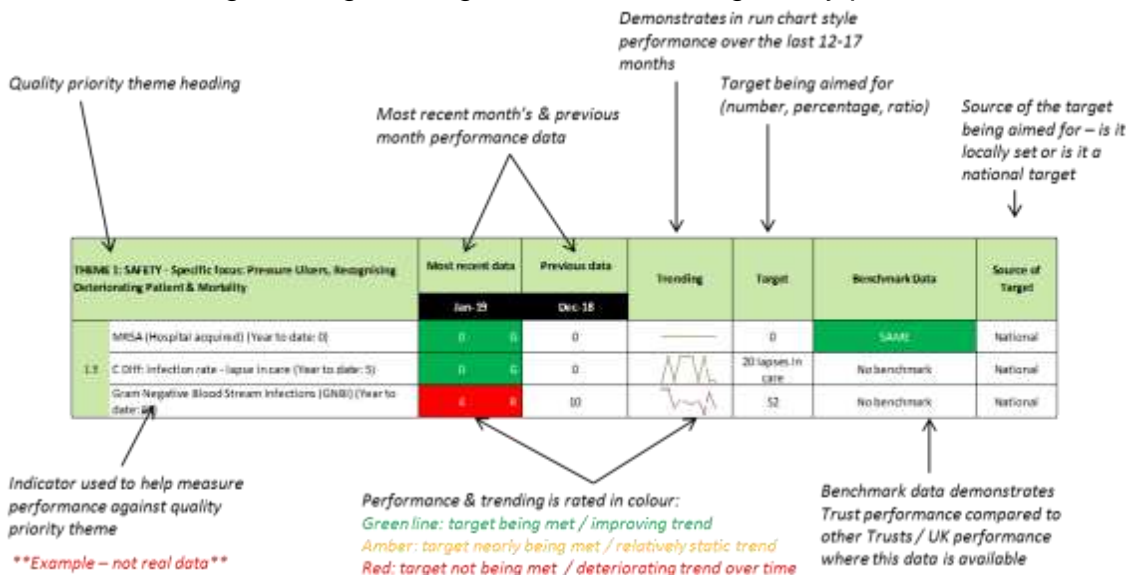 Demonstrates in run chart style
performance over the last 12-17
months
Quality priority theme heading
Target being aimed for
(number, percentage, ratio)
Most recent month's & previous
month performance data
Source of the target
being aimed for – is it
locally set or is it a
national target
THEME 1: SAFETY - Specific focus: Pressure Ulcers, Recognising
Deteriorating Patient & Mortality
Most recent data
Previous data
Trending
Target
Benchmark Data
Source of
Target
Jan-19
Dec-18
MRSA (Hospital acquired) (Year to date: 0)
0 G
0
0
SAME
National
C Diff: Infection rate - lapse in care (Year to date: 5)
0 G
0
20 lapses in
care
No benchmark
National
Gram Negative Blood Stream Infections (GNBI) (Year to
date:
R
10
52
No benchmark
National
Indicator used to help measure
performance against quality
priority theme
**Example – not real data**
Performance & trending is rated in colour:
Green line: target being met / improving trend
Amber: target nearly being met / relatively static trend
Red: target not being met / deteriorating trend over time
Benchmark data demonstrates
Trust performance compared to
other Trusts / UK performance
where this data is available